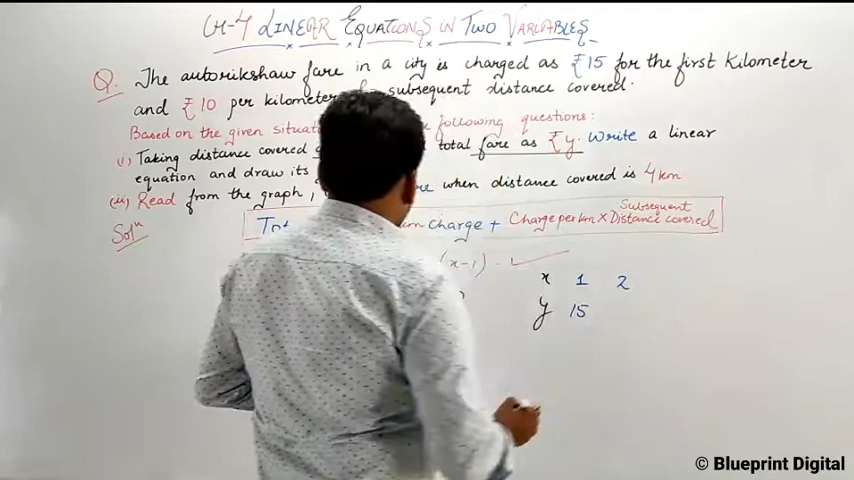 CH-4 LINEAR EQUATIONS IN TWO VARIABLES
Q. The autorikshaw fare in a city is charged as ₹15 for the first Kilometer
and ₹10 per kilometer subsequent distance covered.
Based on the given situat following questions:
(i) Taking distance covered total fare as ₹y. Write a linear
equation and draw its
(ii) Read from the graph, when distance covered is 4km
Solⁿ charge + Charge per km × Subsequent Distance covered
(x-1)
x 1 2
y 15
© Blueprint Digital